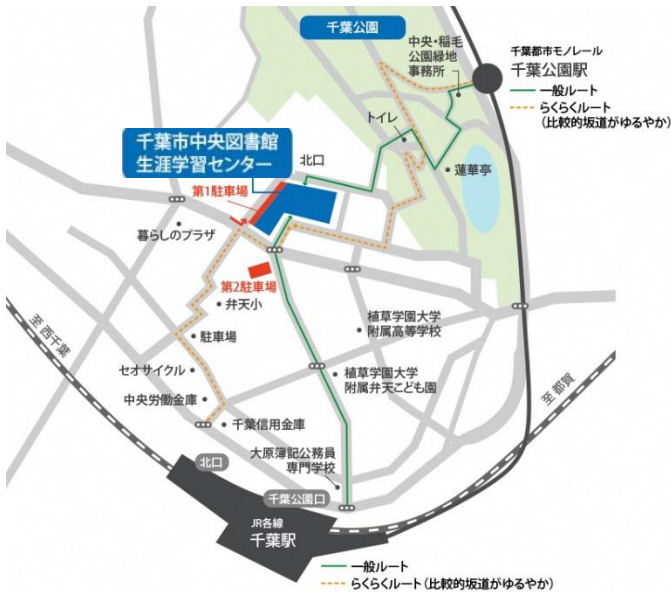 千葉公園
中央・稲毛
公園緑地
事務所
千葉都市モノレール
千葉公園駅
一般ルート
らくらくルート
(比較的坂道がゆるやか)
トイレ
千葉市中央図書館
生涯学習センター
北口
蓮華亭
第1駐車場
暮らしのプラザ
第2駐車場
弁天小
植草学園大学
附属高等学校
至 西千葉
駐車場
セオサイクル
植草学園大学
附属弁天こども園
至 都賀
中央労働金庫
千葉信用金庫
大原簿記公務員
専門学校
北口
千葉公園口
JR各線
千葉駅
一般ルート
らくらくルート(比較的坂道がゆるやか)